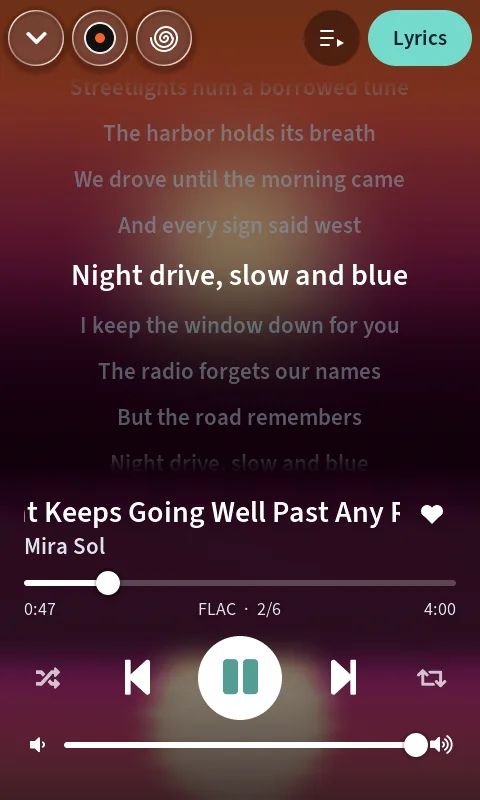 Lyrics
Streetlights hum a borrowed tune
The harbor holds its breath
We drove until the morning came
And every sign said west
Night drive, slow and blue
I keep the window down for you
The radio forgets our names
But the road remembers
Night drive, slow and blue
t Keeps Going Well Past Any
Mira Sol
0:47 FLAC · 2/6 4:00